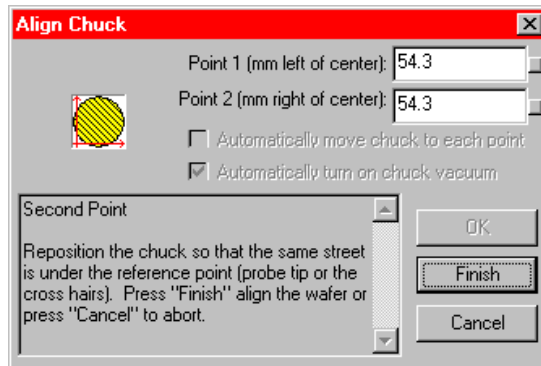 Align Chuck
Point 1 (mm left of center): 54.3
Point 2 (mm right of center): 54.3
Automatically move chuck to each point
Automatically turn on chuck vacuum
Second Point
Reposition the chuck so that the same street
is under the reference point (probe tip or the
cross hairs).  Press "Finish" align the wafer or
press "Cancel" to abort.
OK
Finish
Cancel